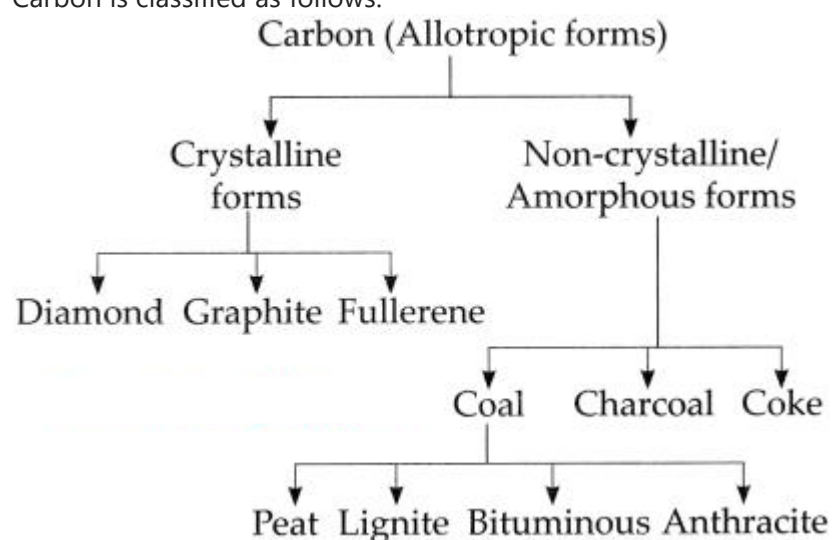 Carbon is classified as follows.
Carbon (Allotropic forms)
Crystalline
forms
Non-crystalline/
Amorphous forms
Diamond Graphite Fullerene
Coal Charcoal Coke
Peat Lignite Bituminous Anthracite